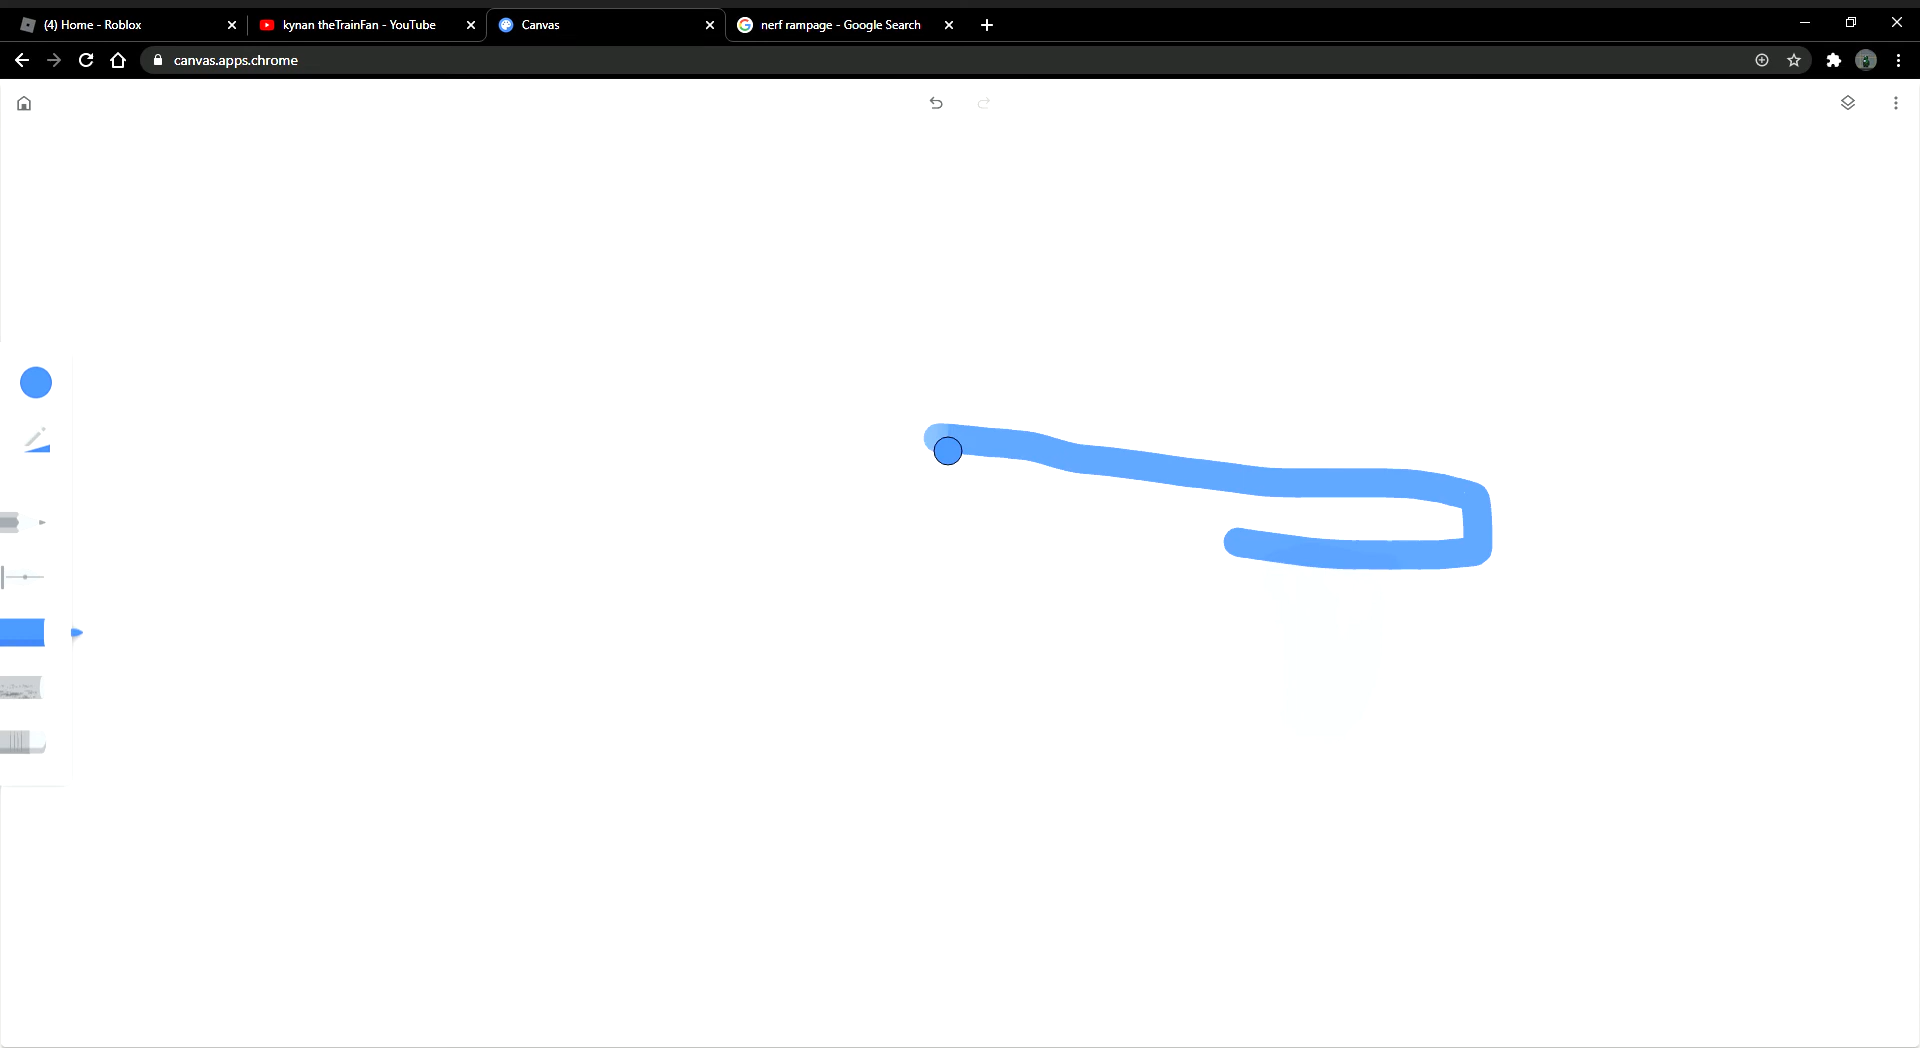 (4) Home - Roblox
kynan theTrainFan - YouTube
Canvas
nerf rampage - Google Search
canvas.apps.chrome